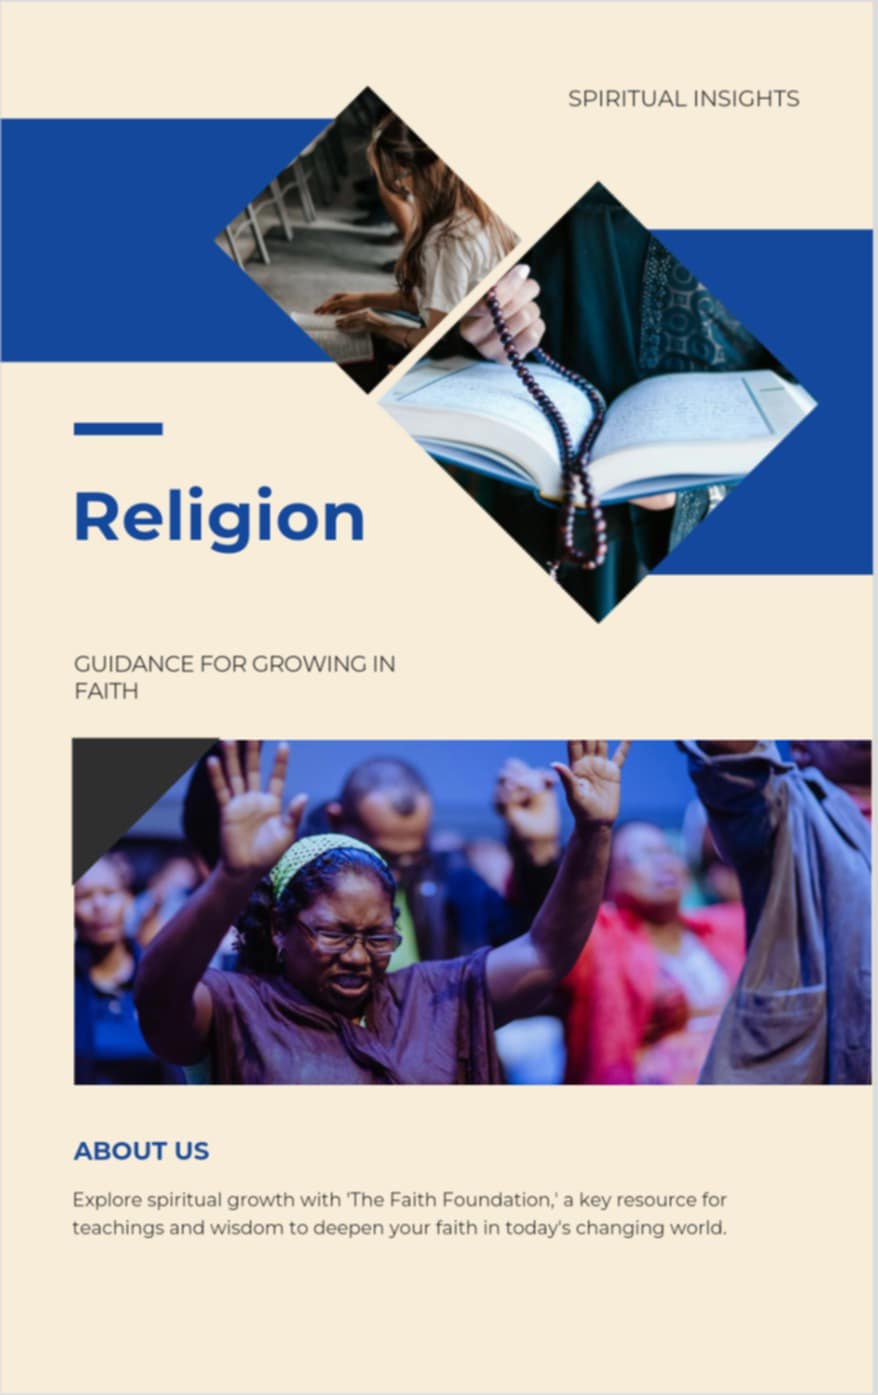 SPIRITUAL INSIGHTS
Religion
GUIDANCE FOR GROWING IN
FAITH
ABOUT US
Explore spiritual growth with 'The Faith Foundation,' a key resource for
teachings and wisdom to deepen your faith in today's changing world.